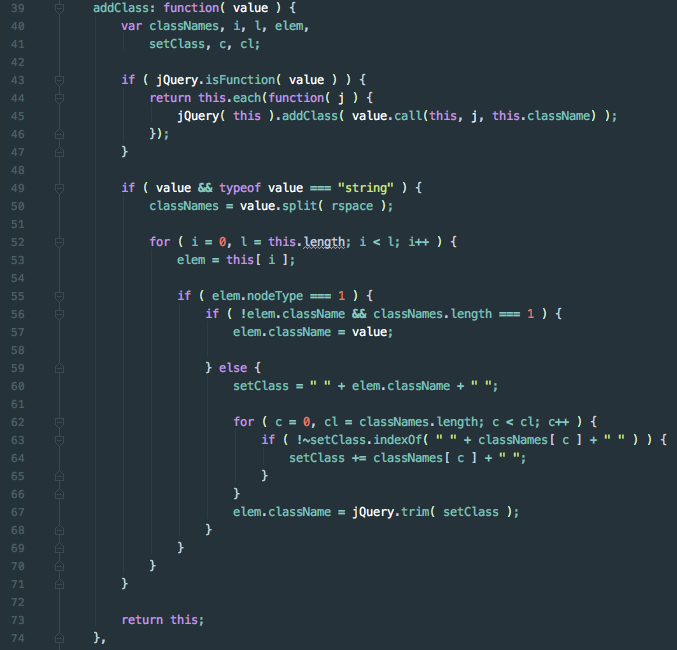 39 addClass: function( value ) {
40 var classNames, i, l, elem,
41 setClass, c, cl;
42
43 if ( jQuery.isFunction( value ) ) {
44 return this.each(function( j ) {
45 jQuery( this ).addClass( value.call(this, j, this.className) );
46 });
47 }
48
49 if ( value && typeof value === "string" ) {
50 classNames = value.split( rspace );
51
52 for ( i = 0, l = this.length; i < l; i++ ) {
53 elem = this[ i ];
54
55 if ( elem.nodeType === 1 ) {
56 if ( !elem.className && classNames.length === 1 ) {
57 elem.className = value;
58
59 } else {
60 setClass = " " + elem.className + " ";
61
62 for ( c = 0, cl = classNames.length; c < cl; c++ ) {
63 if ( !~setClass.indexOf( " " + classNames[ c ] + " " ) ) {
64 setClass += classNames[ c ] + " ";
65 }
66 }
67 elem.className = jQuery.trim( setClass );
68 }
69 }
70 }
71 }
72
73 return this;
74 },